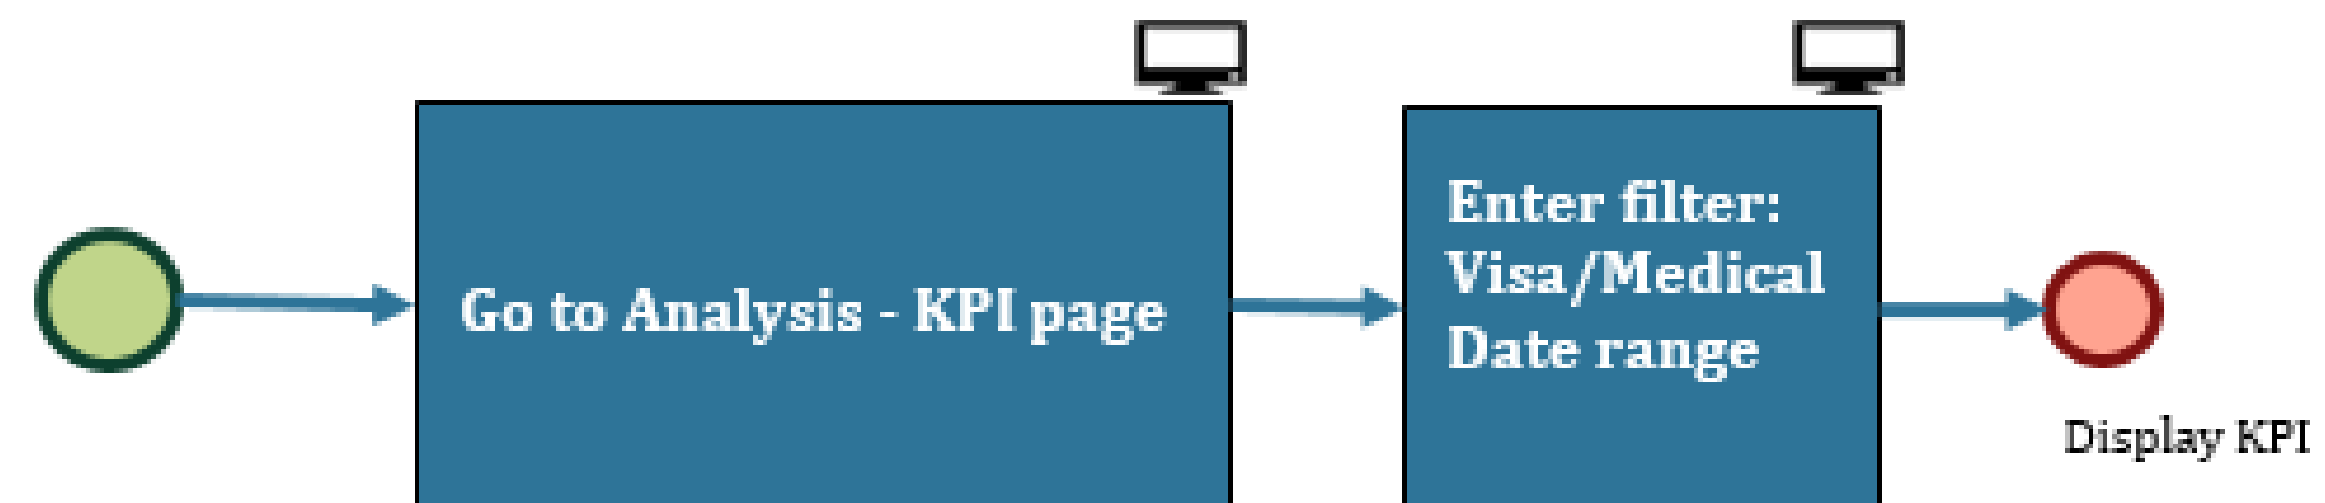 Go to Analysis - KPI page
Enter filter:
Visa/Medical
Date range
Display KPI